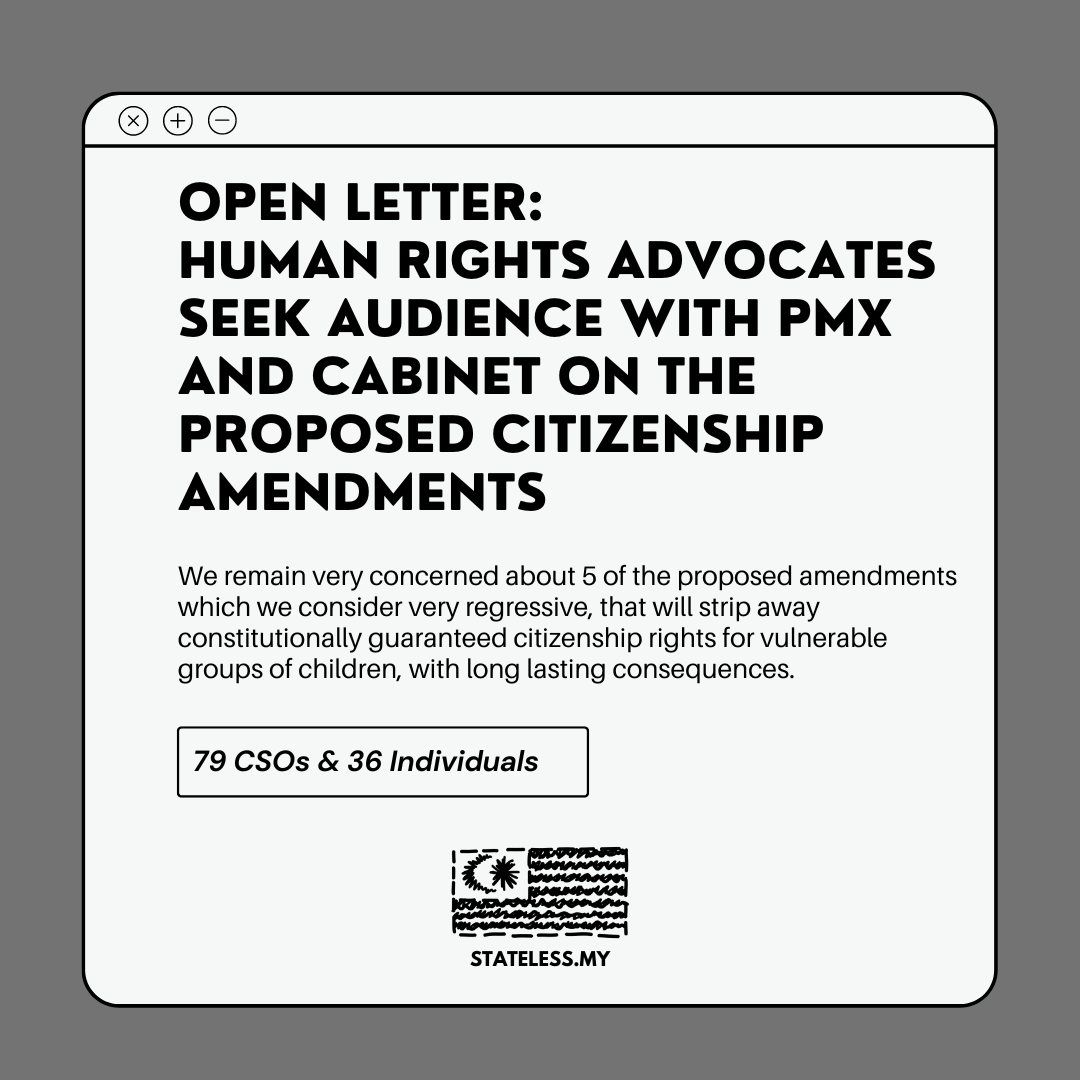 OPEN LETTER:
HUMAN RIGHTS ADVOCATES
SEEK AUDIENCE WITH PMX
AND CABINET ON THE
PROPOSED CITIZENSHIP
AMENDMENTS
We remain very concerned about 5 of the proposed amendments
which we consider very regressive, that will strip away
constitutionally guaranteed citizenship rights for vulnerable
groups of children, with long lasting consequences.
79 CSOs & 36 Individuals
STATELESS.MY